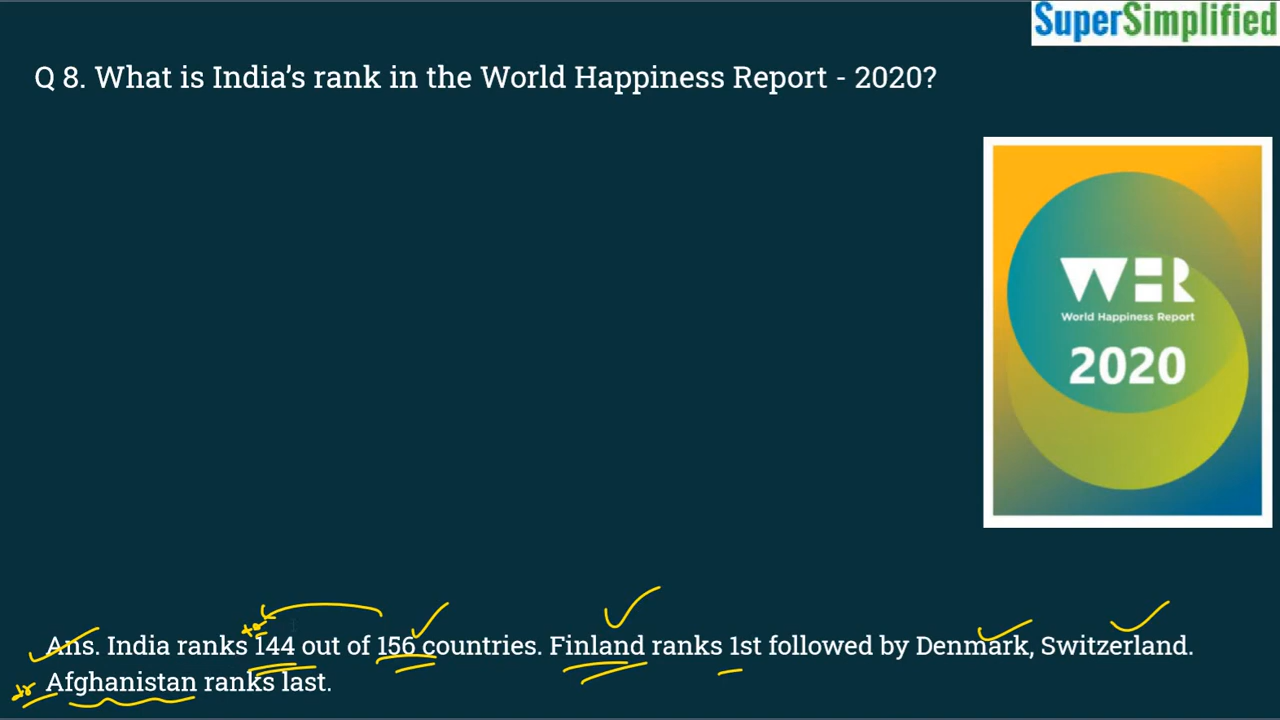 SuperSimplified
Q 8. What is India's rank in the World Happiness Report - 2020?
WHR
World Happiness Report
2020
Ans. India ranks 144 out of 156 countries. Finland ranks 1st followed by Denmark, Switzerland.
Afghanistan ranks last.